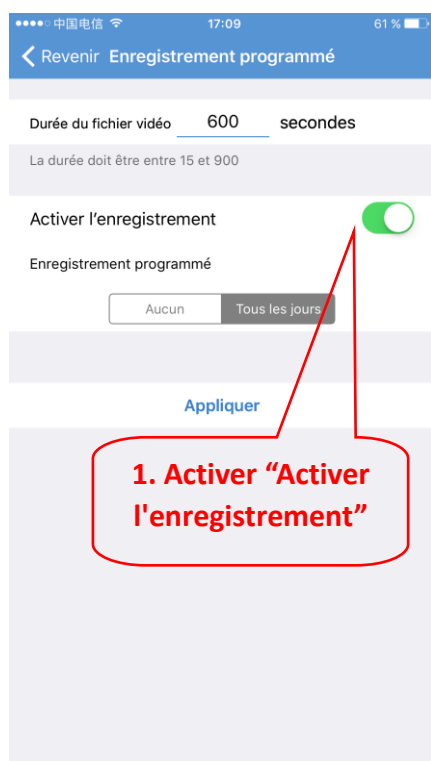 中国电信 17:09 61 %
Revenir Enregistrement programmé
Durée du fichier vidéo 600 secondes
La durée doit être entre 15 et 900
Activer l’enregistrement
Enregistrement programmé
Aucun Tous les jours
Appliquer
1. Activer “Activer
l'enregistrement”